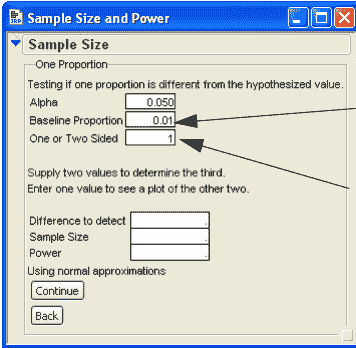 Sample Size and Power
Sample Size
One Proportion
Testing if one proportion is different from the hypothesized value.
Alpha 0.050
Baseline Proportion 0.01
One or Two Sided 1
Supply two values to determine the third.
Enter one value to see a plot of the other two.
Difference to detect .
Sample Size .
Power .
Using normal approximations
Continue
Back